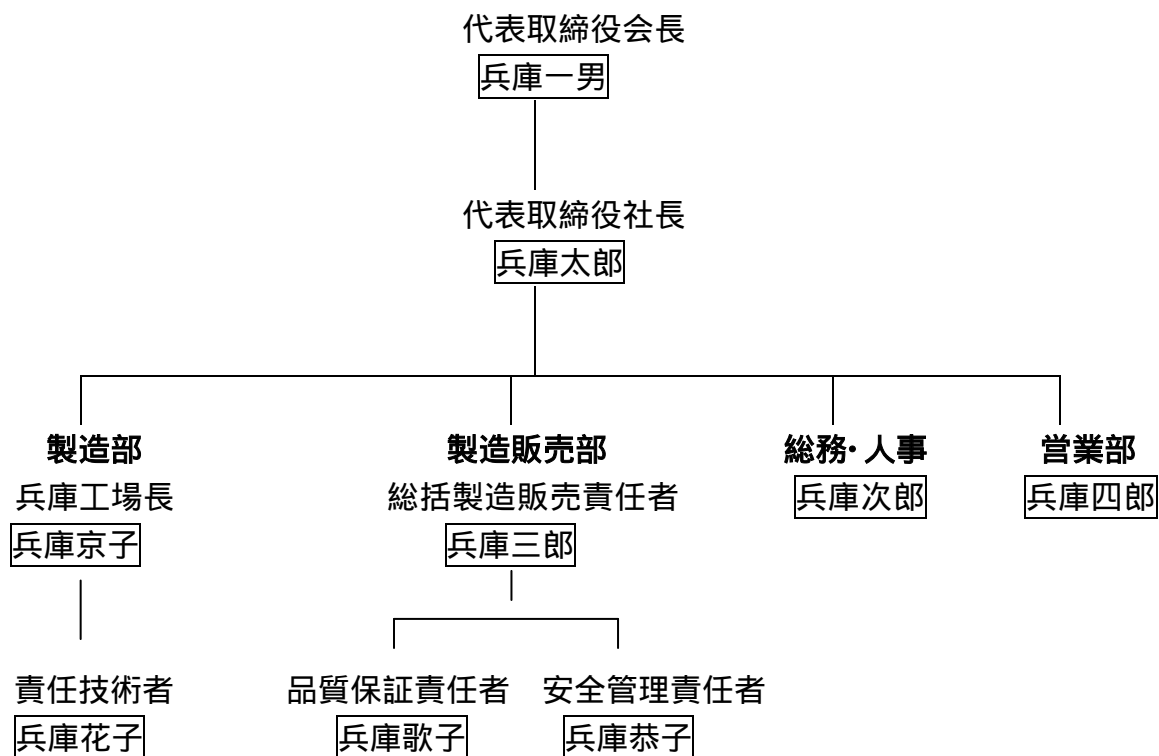 代表取締役会長
兵庫一男
代表取締役社長
兵庫太郎
製造部
兵庫工場長
兵庫京子
製造販売部
総括製造販売責任者
兵庫三郎
総務・人事
兵庫次郎
営業部
兵庫四郎
責任技術者
兵庫花子
品質保証責任者
兵庫歌子
安全管理責任者
兵庫恭子